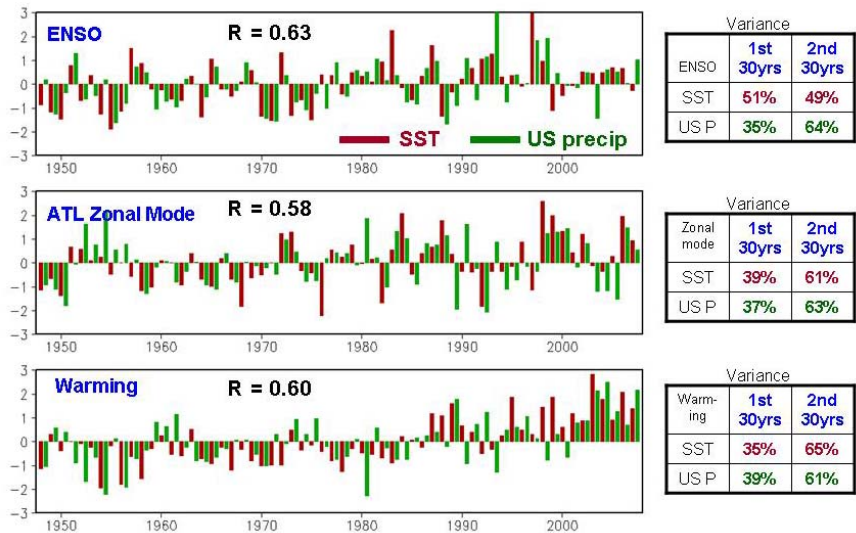 ENSO
R = 0.63
3
2
1
0
−1
−2
−3
SST
US precip
1950
1960
1970
1980
1990
2000
Variance
ENSO
1st 30yrs
2nd 30yrs
SST
51%
49%
US P
35%
64%
ATL Zonal Mode
R = 0.58
3
2
1
0
−1
−2
−3
1950
1960
1970
1980
1990
2000
Variance
Zonal
mode
1st
30yrs
2nd
30yrs
SST
39%
61%
US P
37%
63%
Warming
R = 0.60
3
2
1
0
−1
−2
−3
1950
1960
1970
1980
1990
2000
Variance
Warm-
ing
1st
30yrs
2nd
30yrs
SST
35%
65%
US P
39%
61%